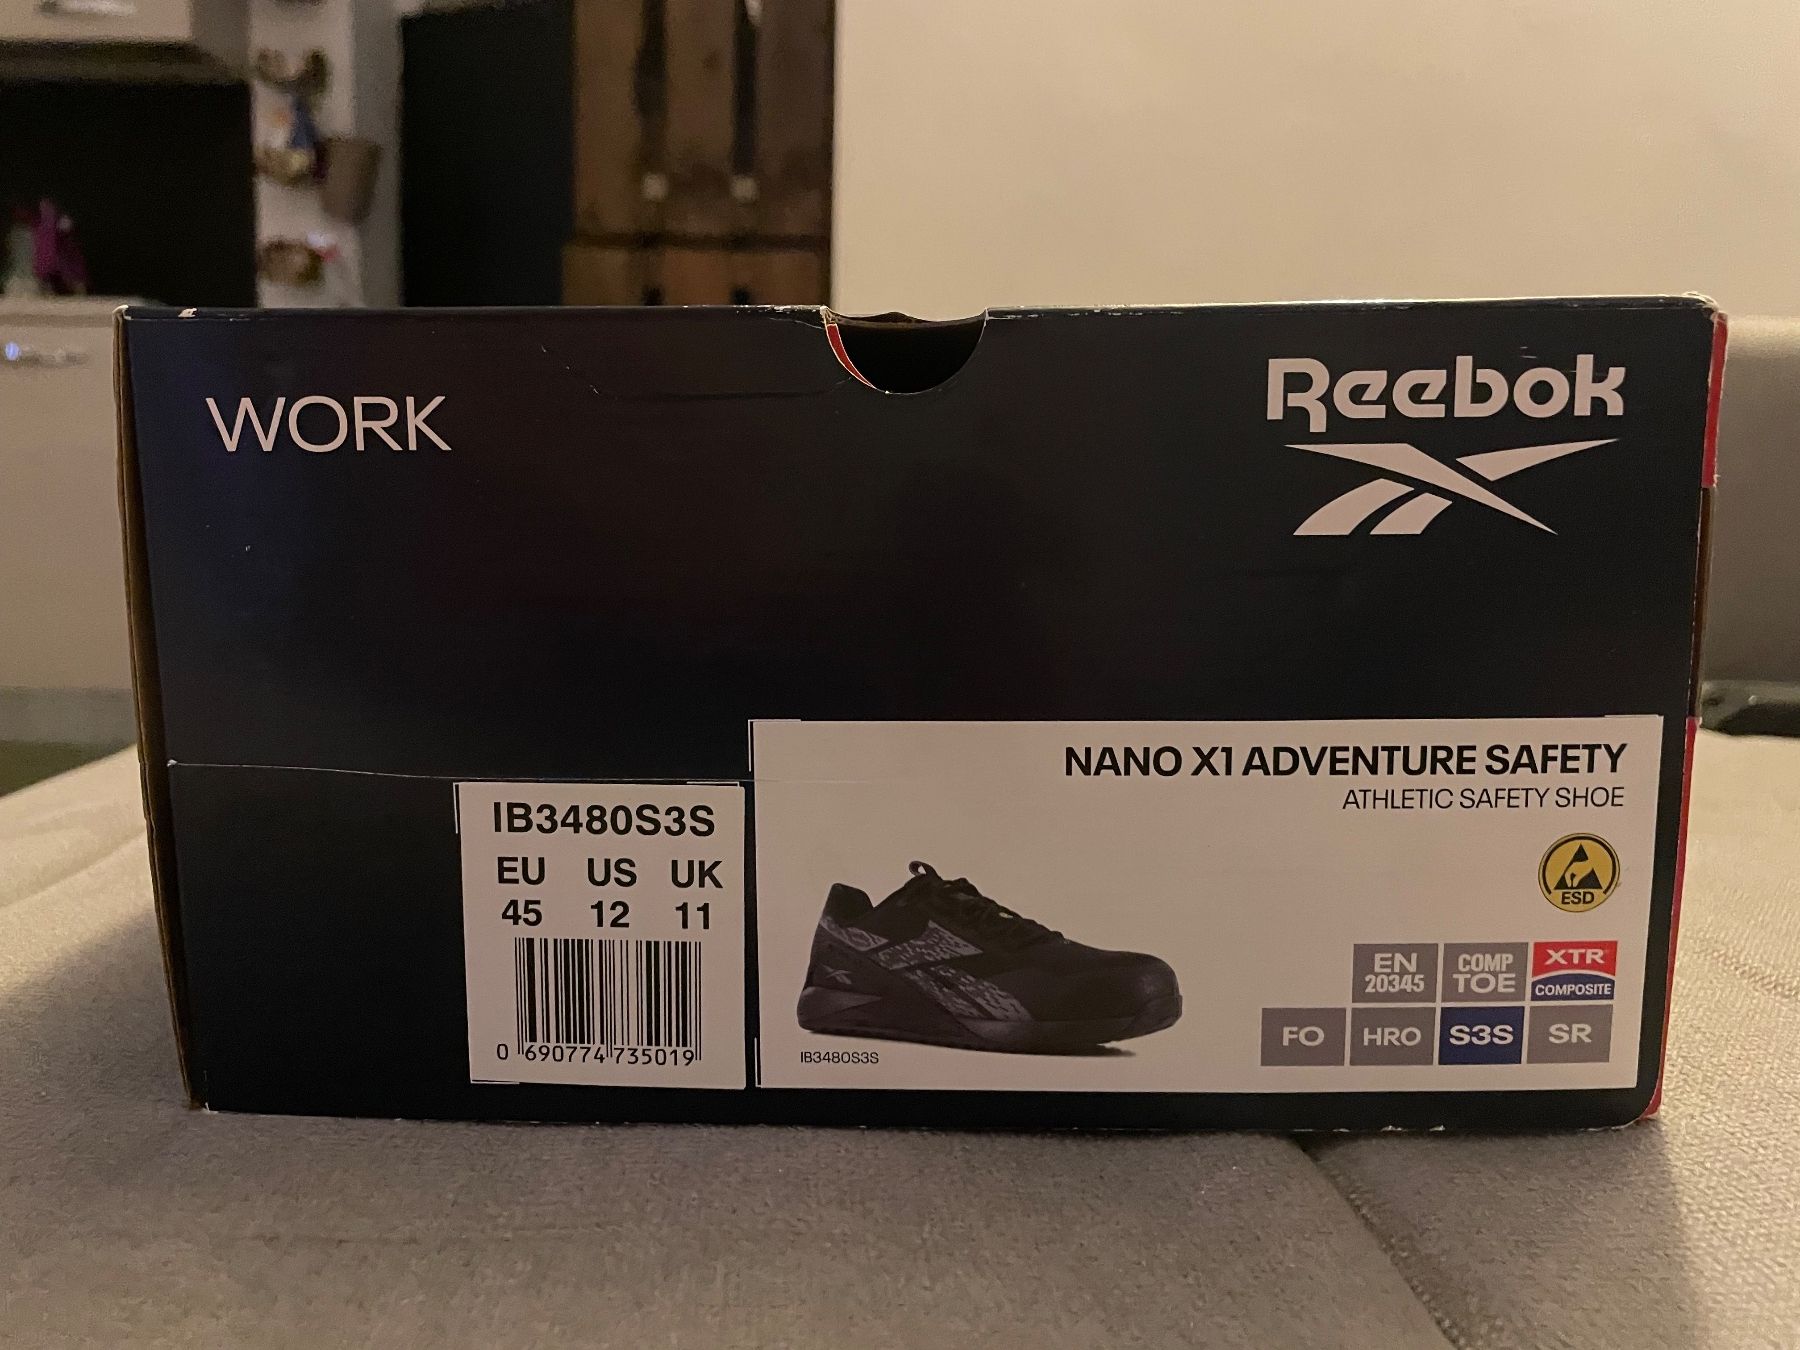 WORK
Reebok
NANO X1 ADVENTURE SAFETY
ATHLETIC SAFETY SHOE
IB3480S3S
EU US UK
45 12 11
0 690774 735019
ESD
EN
20345
COMP
TOE
XTR
COMPOSITE
FO
HRO
S3S
SR
IB3480S3S